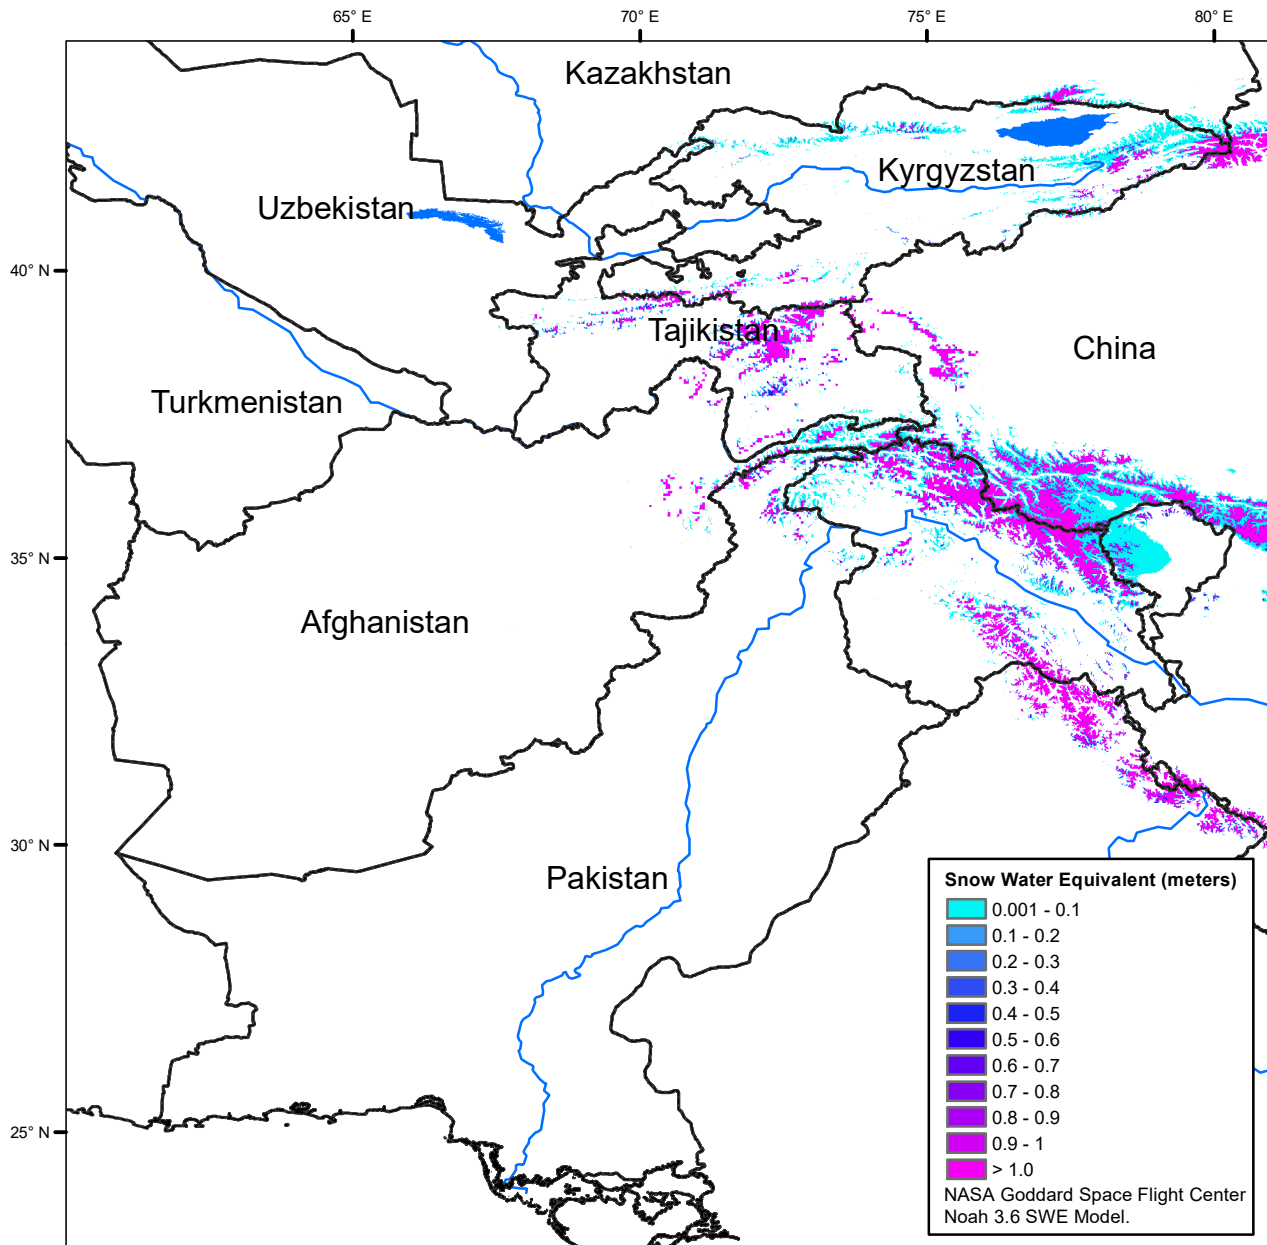 65° E
70° E
75° E
80° E
Kazakhstan
Kyrgyzstan
Uzbekistan
40° N
Tajikistan
China
Turkmenistan
35° N
Afghanistan
30° N
Pakistan
25° N
Snow Water Equivalent (meters)
0.001 - 0.1
0.1 - 0.2
0.2 - 0.3
0.3 - 0.4
0.4 - 0.5
0.5 - 0.6
0.6 - 0.7
0.7 - 0.8
0.8 - 0.9
0.9 - 1
> 1.0
NASA Goddard Space Flight Center
Noah 3.6 SWE Model.